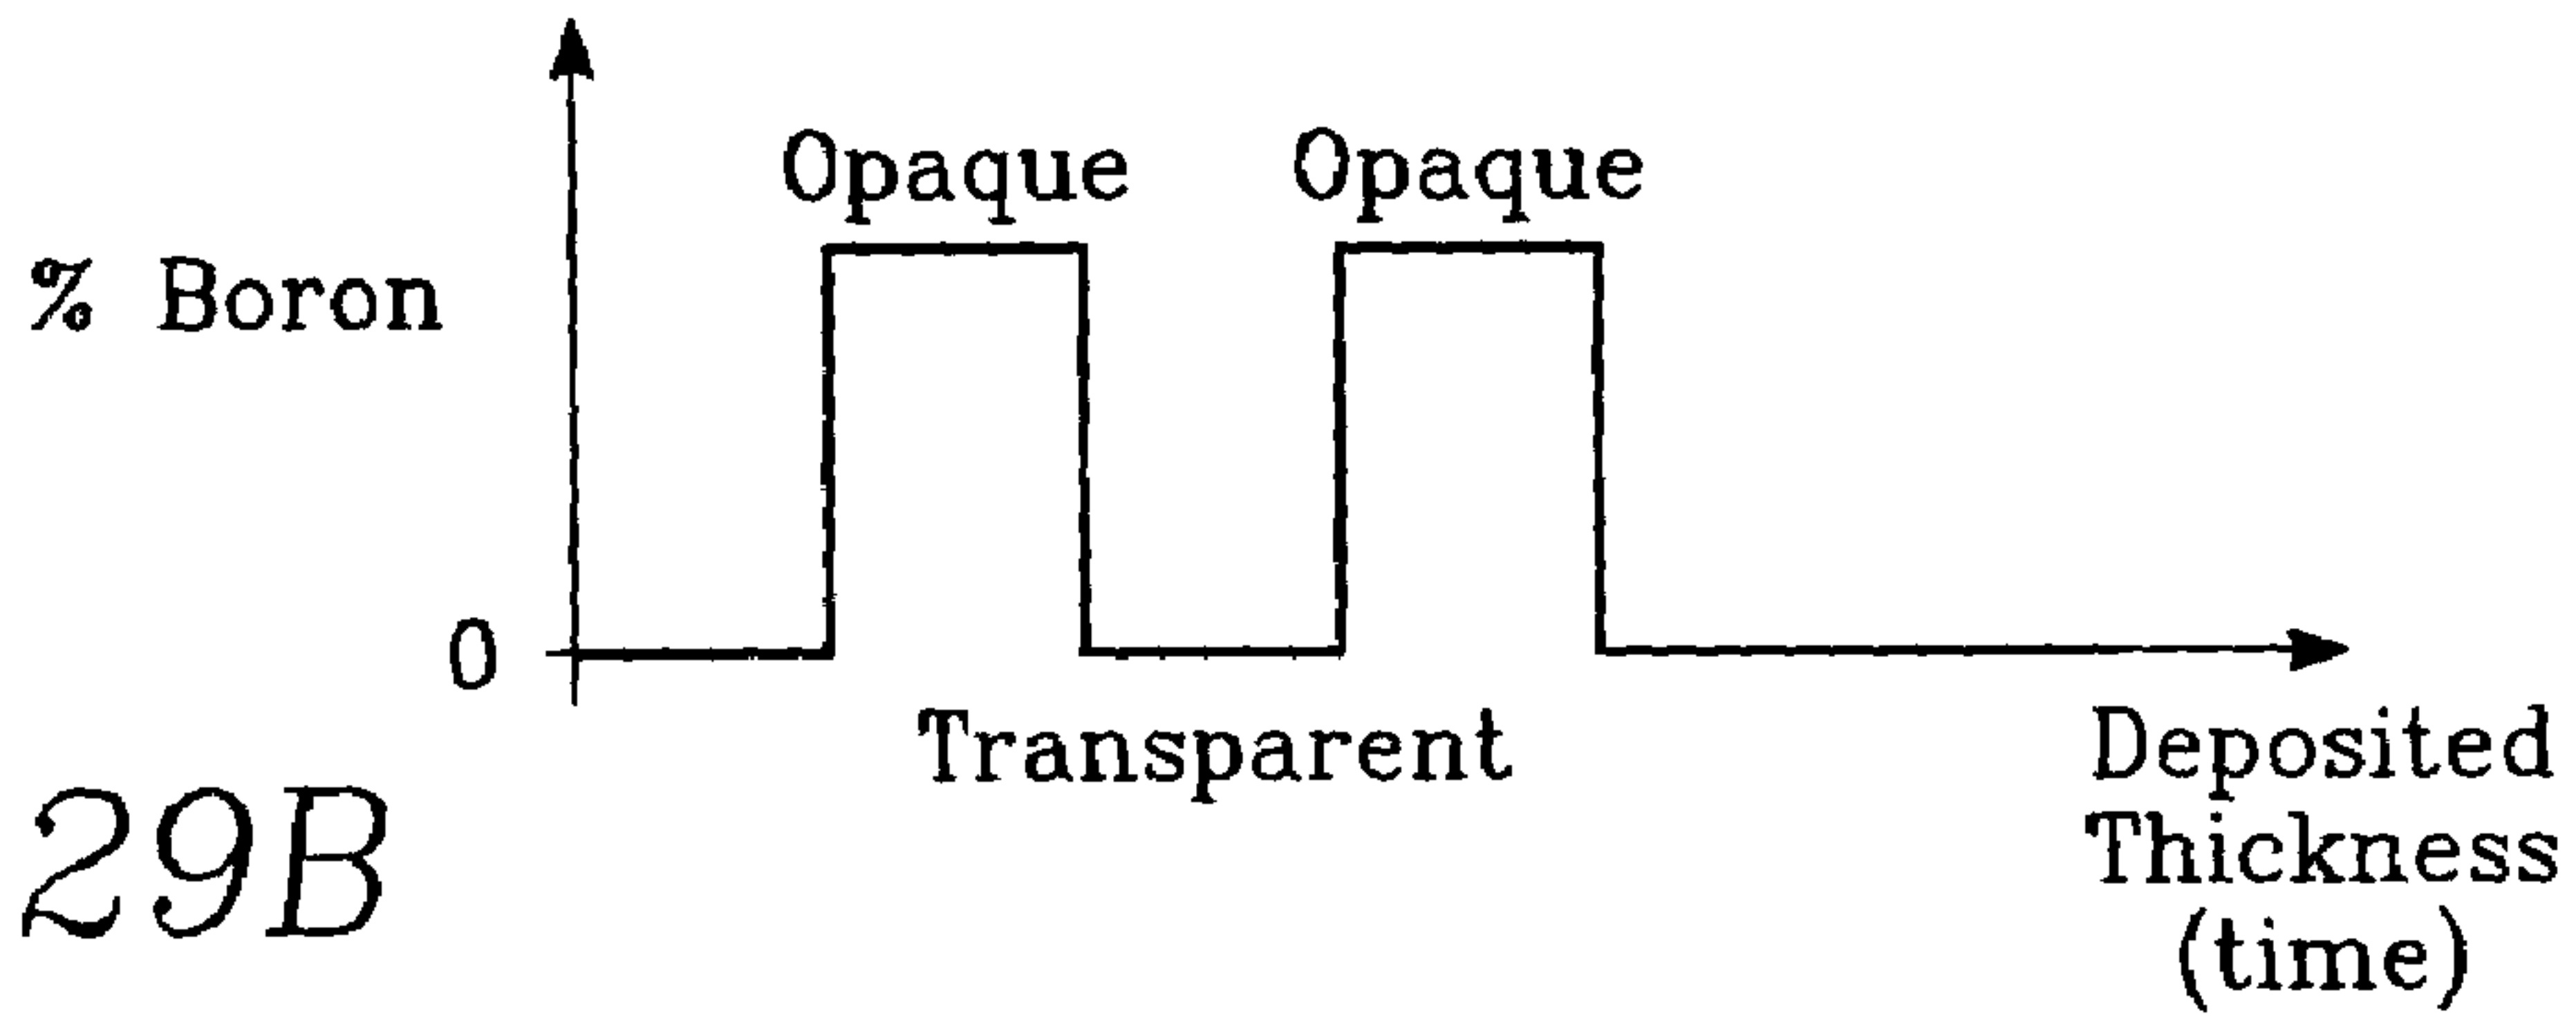 Opaque Opaque
% Boron
0
Transparent
Deposited
Thickness
(time)
29B